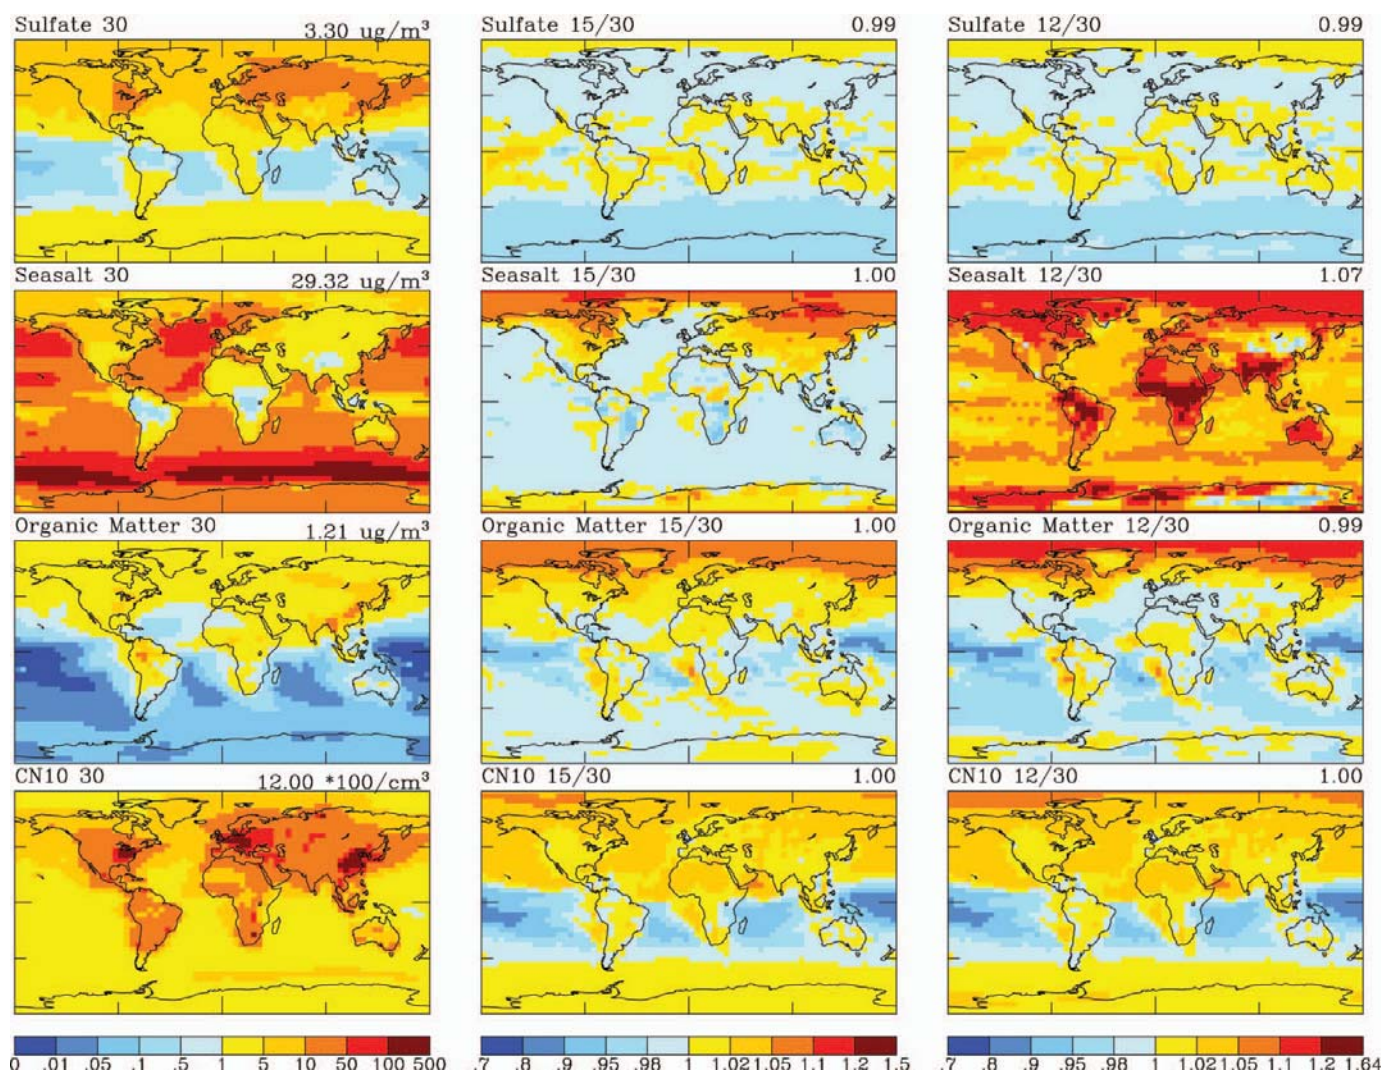 Sulfate 30 3.30 ug/m³ Sulfate 15/30 0.99 Sulfate 12/30 0.99
Seasalt 30 29.32 ug/m³ Seasalt 15/30 1.00 Seasalt 12/30 1.07
Organic Matter 30 1.21 ug/m³ Organic Matter 15/30 1.00 Organic Matter 12/30 0.99
CN10 30 12.00 *100/cm³ CN10 15/30 1.00 CN10 12/30 1.00
0 .01 .05 .1 .5 1 5 10 50 100 500 .7 .8 .9 .95 .98 1 1.02 1.05 1.1 1.2 1.5 .7 .8 .9 .95 .98 1 1.02 1.05 1.1 1.2 1.64